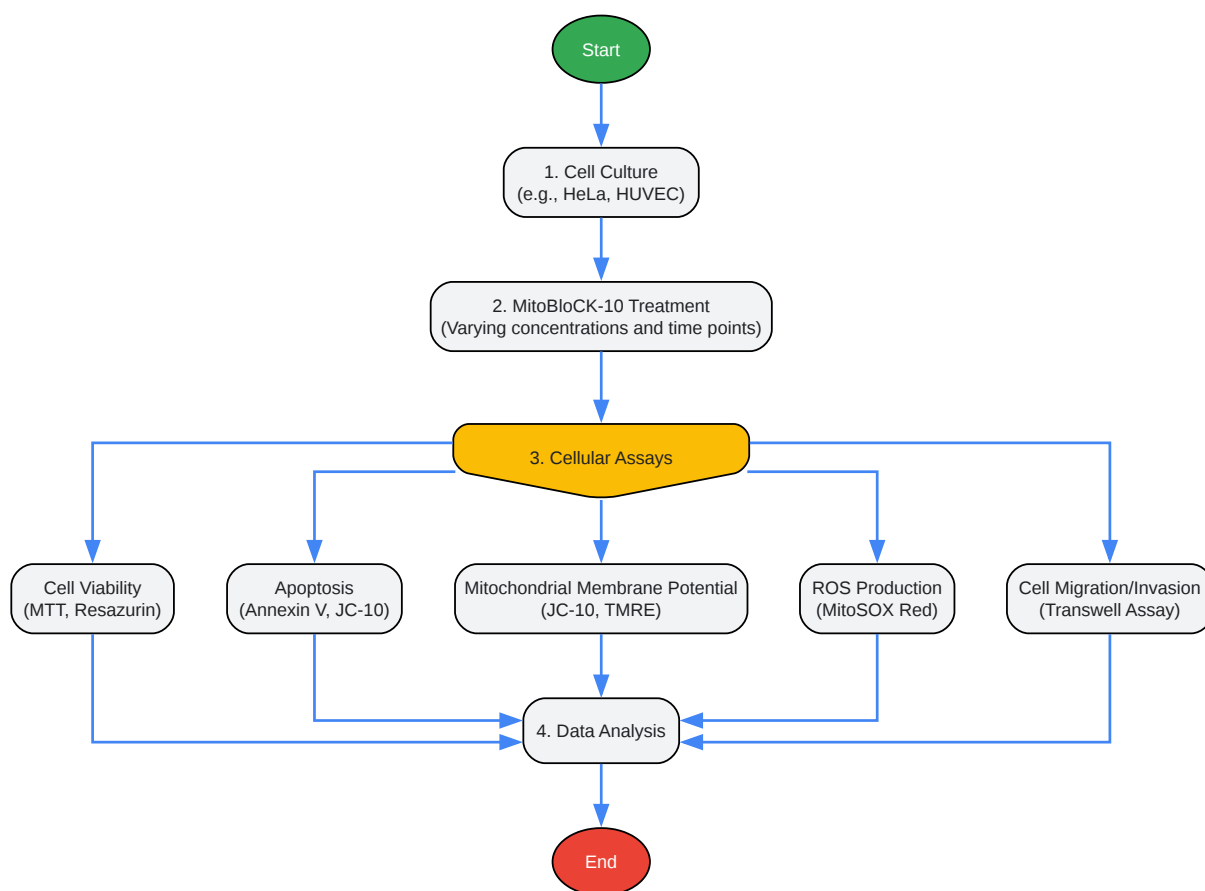 Start
1. Cell Culture
(e.g., HeLa, HUVEC)
2. MitoBloCK-10 Treatment
(Varying concentrations and time points)
3. Cellular Assays
Cell Viability
(MTT, Resazurin)
Apoptosis
(Annexin V, JC-10)
Mitochondrial Membrane Potential
(JC-10, TMRE)
ROS Production
(MitoSOX Red)
Cell Migration/Invasion
(Transwell Assay)
4. Data Analysis
End